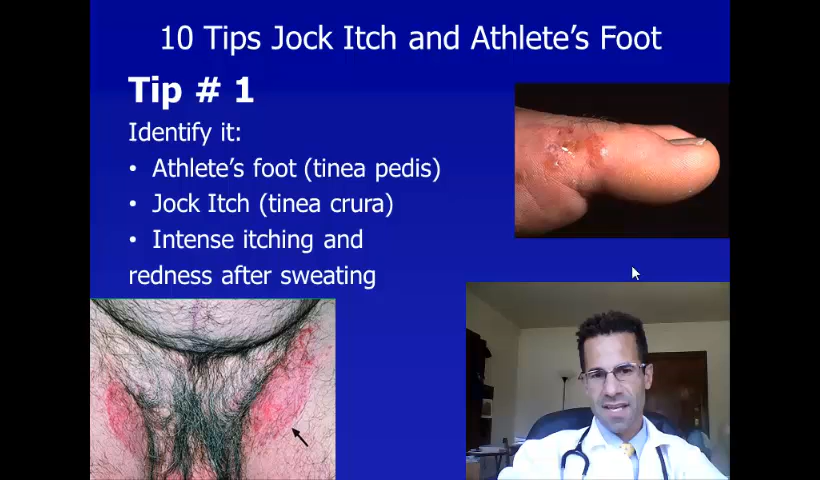 10 Tips Jock Itch and Athlete's Foot
Tip # 1
Identify it:
• Athlete's foot (tinea pedis)
• Jock Itch (tinea crura)
• Intense itching and
redness after sweating